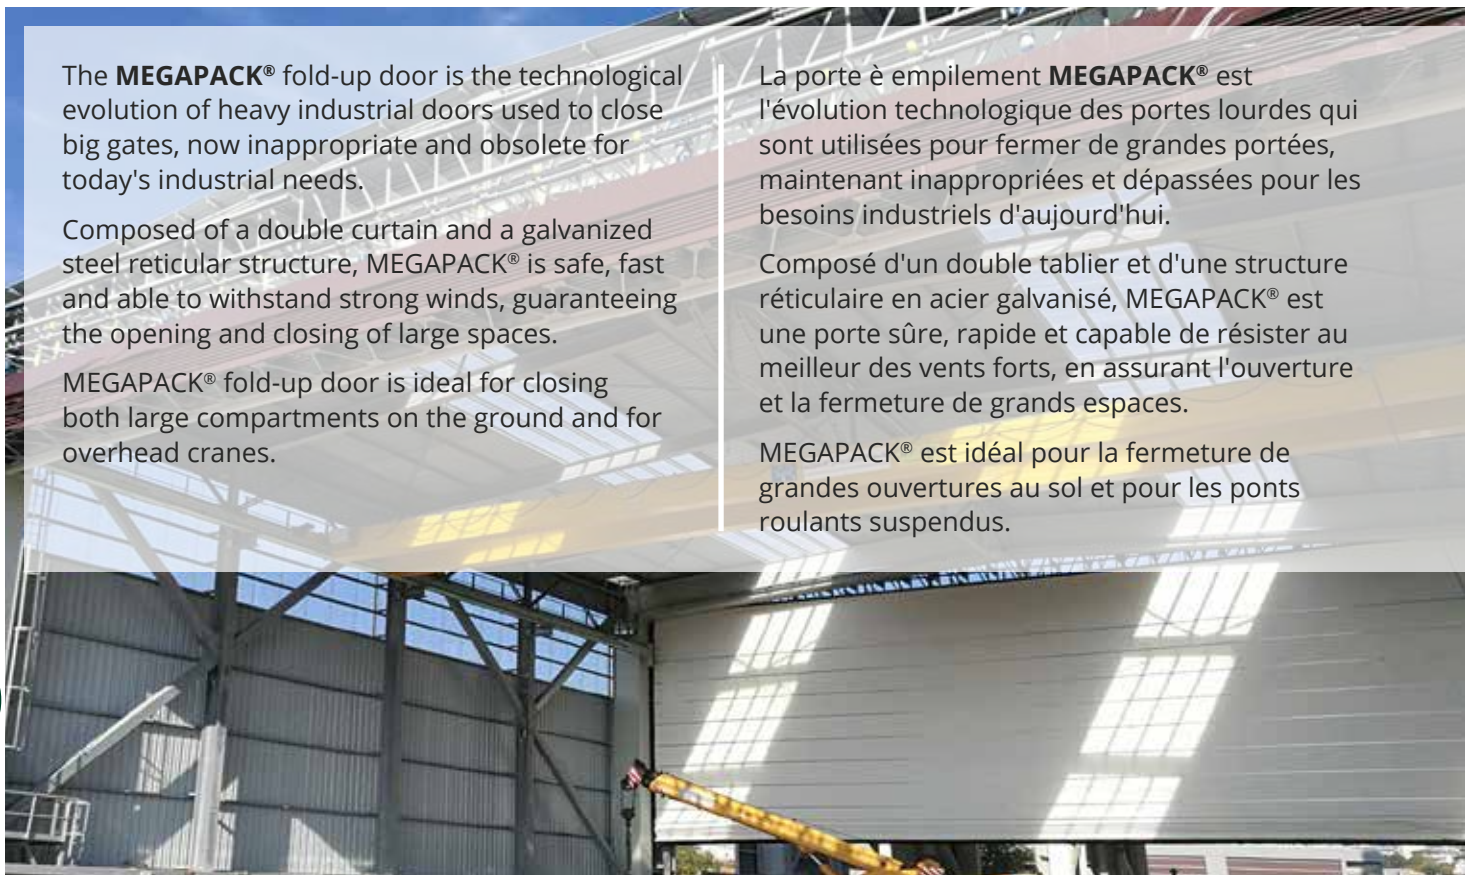 The MEGAPACK® fold-up door is the technological
evolution of heavy industrial doors used to close
big gates, now inappropriate and obsolete for
today's industrial needs.
Composed of a double curtain and a galvanized
steel reticular structure, MEGAPACK® is safe, fast
and able to withstand strong winds, guaranteeing
the opening and closing of large spaces.
MEGAPACK® fold-up door is ideal for closing
both large compartments on the ground and for
overhead cranes.
La porte è empilement MEGAPACK® est
l'évolution technologique des portes lourdes qui
sont utilisées pour fermer de grandes portées,
maintenant inappropriées et dépassées pour les
besoins industriels d'aujourd'hui.
Composé d'un double tablier et d'une structure
réticulaire en acier galvanisé, MEGAPACK® est
une porte sûre, rapide et capable de résister au
meilleur des vents forts, en assurant l'ouverture
et la fermeture de grands espaces.
MEGAPACK® est idéal pour la fermeture de
grandes ouvertures au sol et pour les ponts
roulants suspendus.